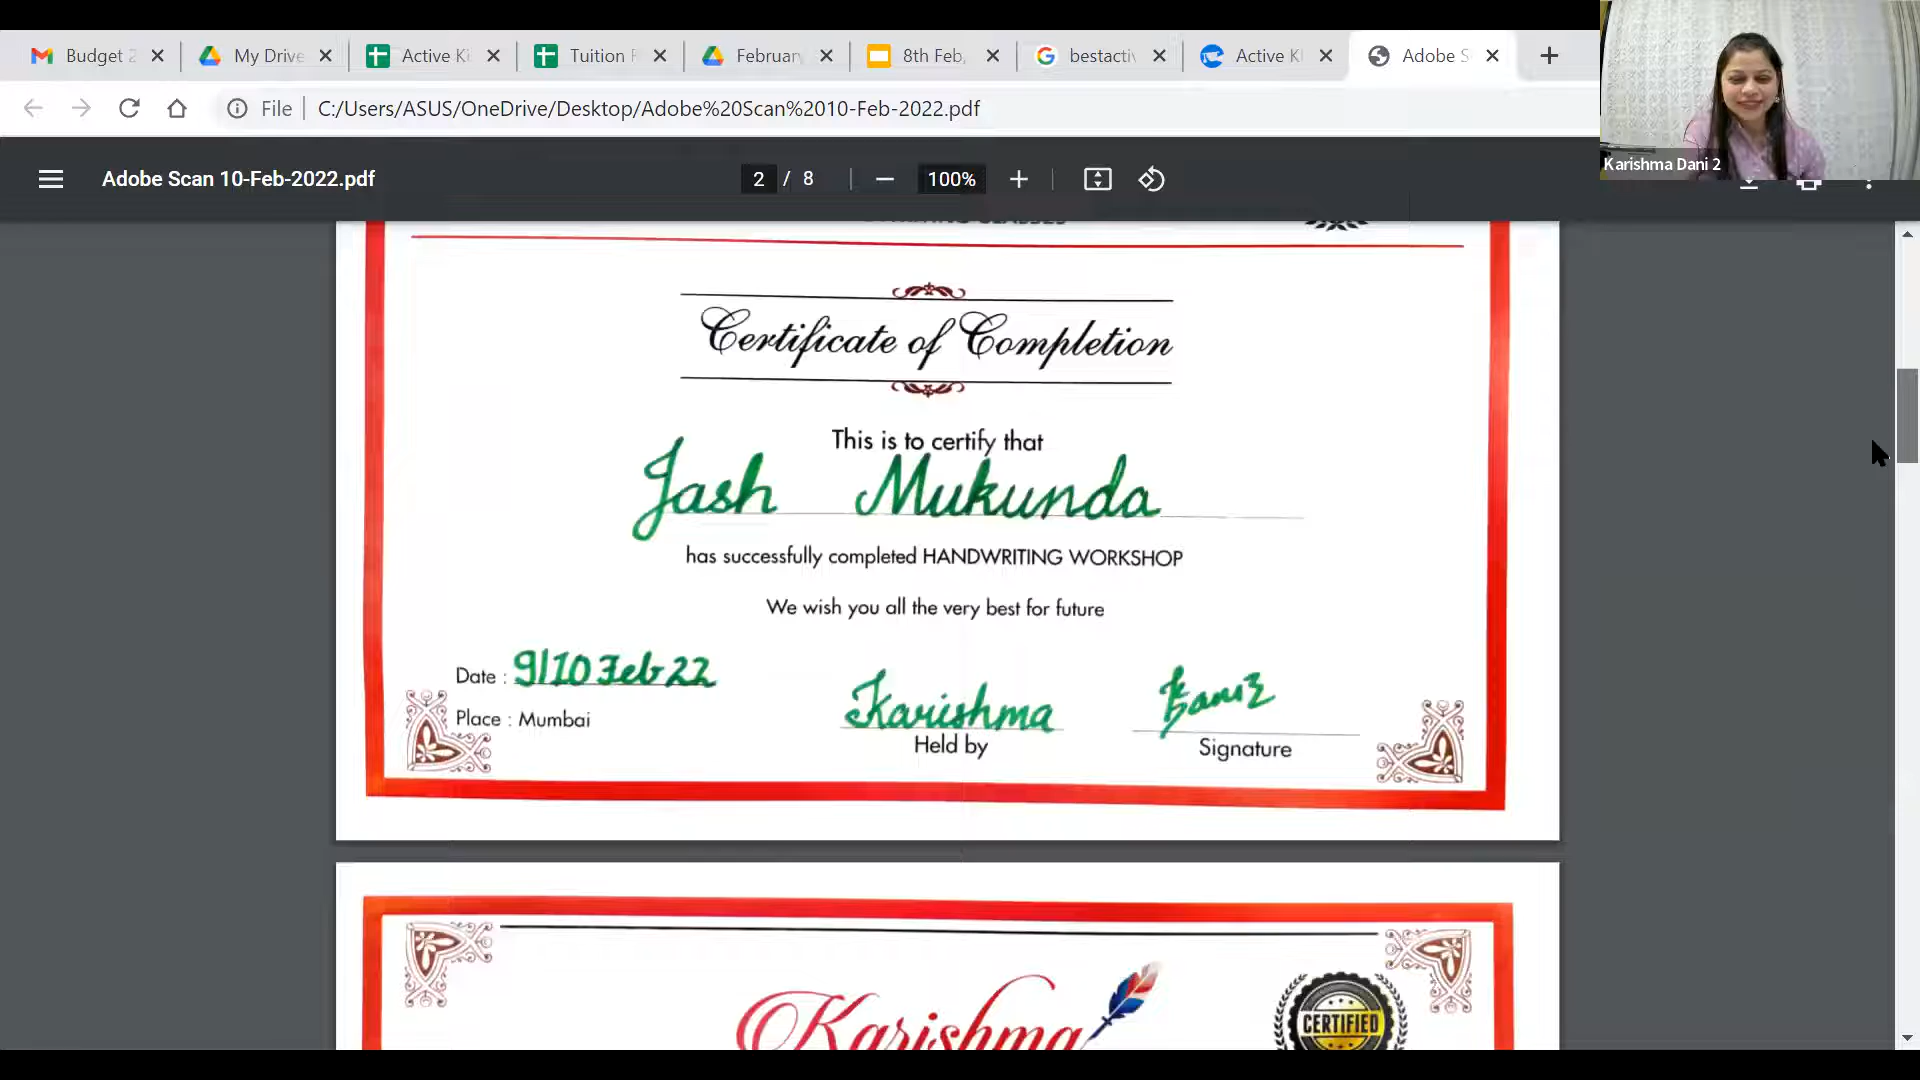 Budget 2
My Drive
Active Ki
Tuition F
February
8th Feb,
bestactiv
Active Ki
Adobe S
File
C:/Users/ASUS/OneDrive/Desktop/Adobe%20Scan%2010-Feb-2022.pdf
Karishma Dani 2
Adobe Scan 10-Feb-2022.pdf
2 / 8
100%
Certificate of Completion
This is to certify that
Jash Mukunda
has successfully completed HANDWRITING WORKSHOP
We wish you all the very best for future
Date : 9/10 Feb 22
Place : Mumbai
Karishma
Held by
Signature
Karishma
CERTIFIED